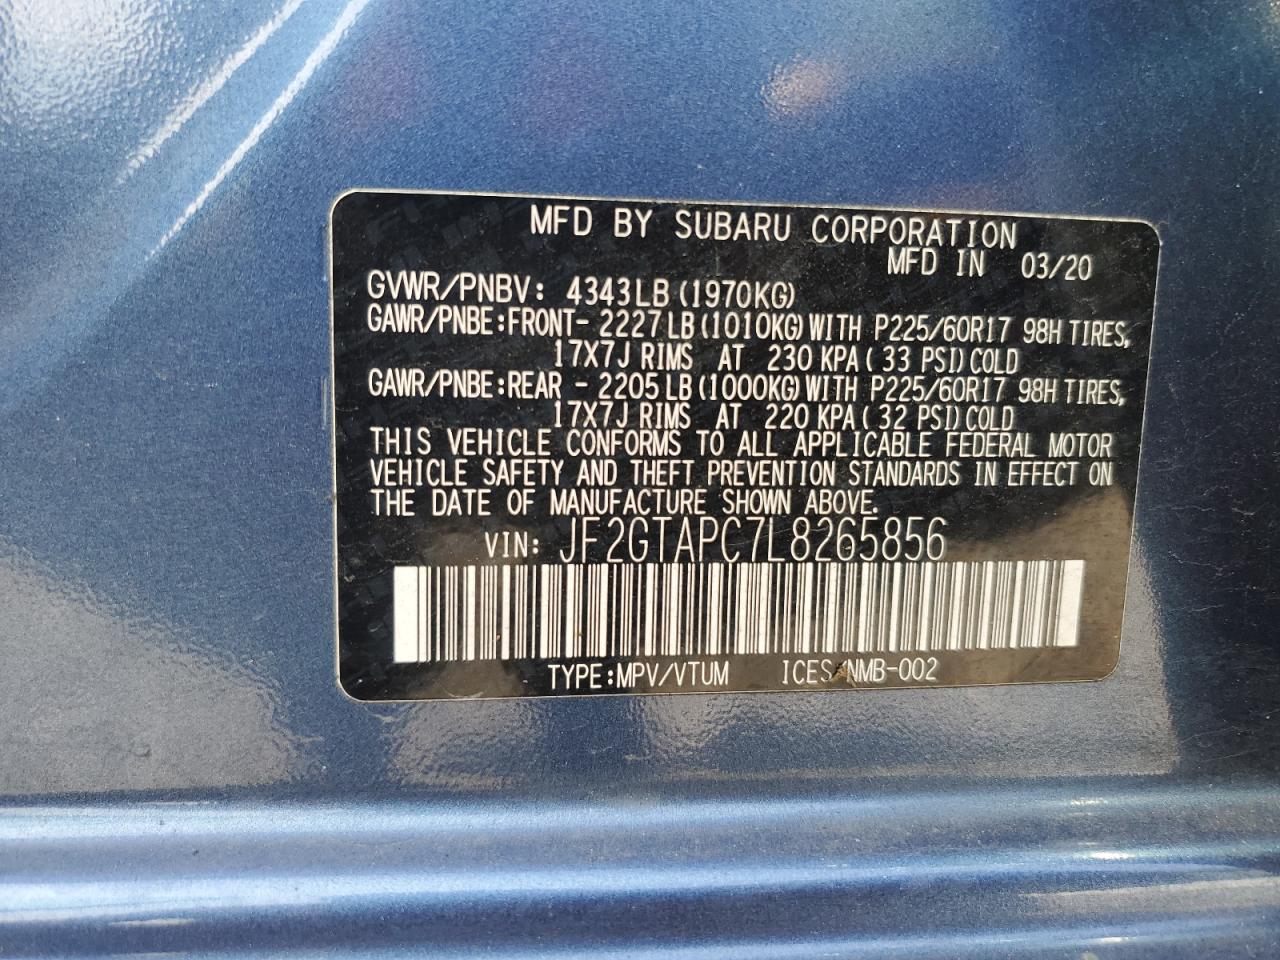 MFD BY SUBARU CORPORATION
MFD IN 03/20
GVWR/PNBV: 4343LB(1970KG)
GAWR/PNBE:FRONT- 2227LB(1010KG)WITH P225/60R17 98H TIRES,
17X7J RIMS AT 230 KPA( 33 PSI)COLD
GAWR/PNBE:REAR - 2205LB(1000KG)WITH P225/60R17 98H TIRES,
17X7J RIMS AT 220 KPA( 32 PSI)COLD
THIS VEHICLE CONFORMS TO ALL APPLICABLE FEDERAL MOTOR
VEHICLE SAFETY AND THEFT PREVENTION STANDARDS IN EFFECT ON
THE DATE OF MANUFACTURE SHOWN ABOVE.
VIN: JF2GTAPC7L8265856
TYPE:MPV/VTUM ICES/NMB-002